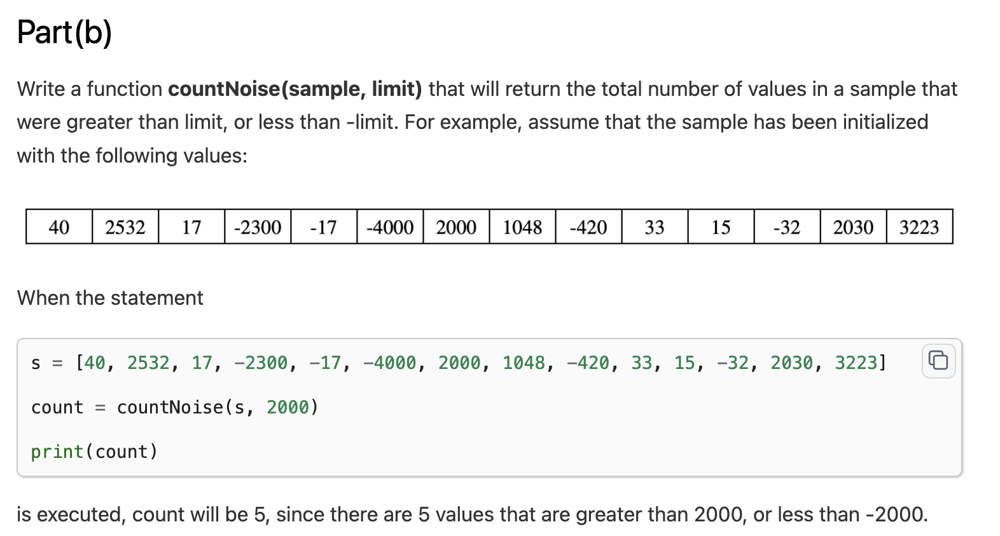 Part(b)
Write a function countNoise(sample, limit) that will return the total number of values in a sample that
were greater than limit, or less than -limit. For example, assume that the sample has been initialized
with the following values:
40 2532 17 -2300 -17 -4000 2000 1048 -420 33 15 -32 2030 3223
When the statement
s = [40, 2532, 17, -2300, -17, -4000, 2000, 1048, -420, 33, 15, -32, 2030, 3223]
count = countNoise(s, 2000)
print(count)
is executed, count will be 5, since there are 5 values that are greater than 2000, or less than -2000.